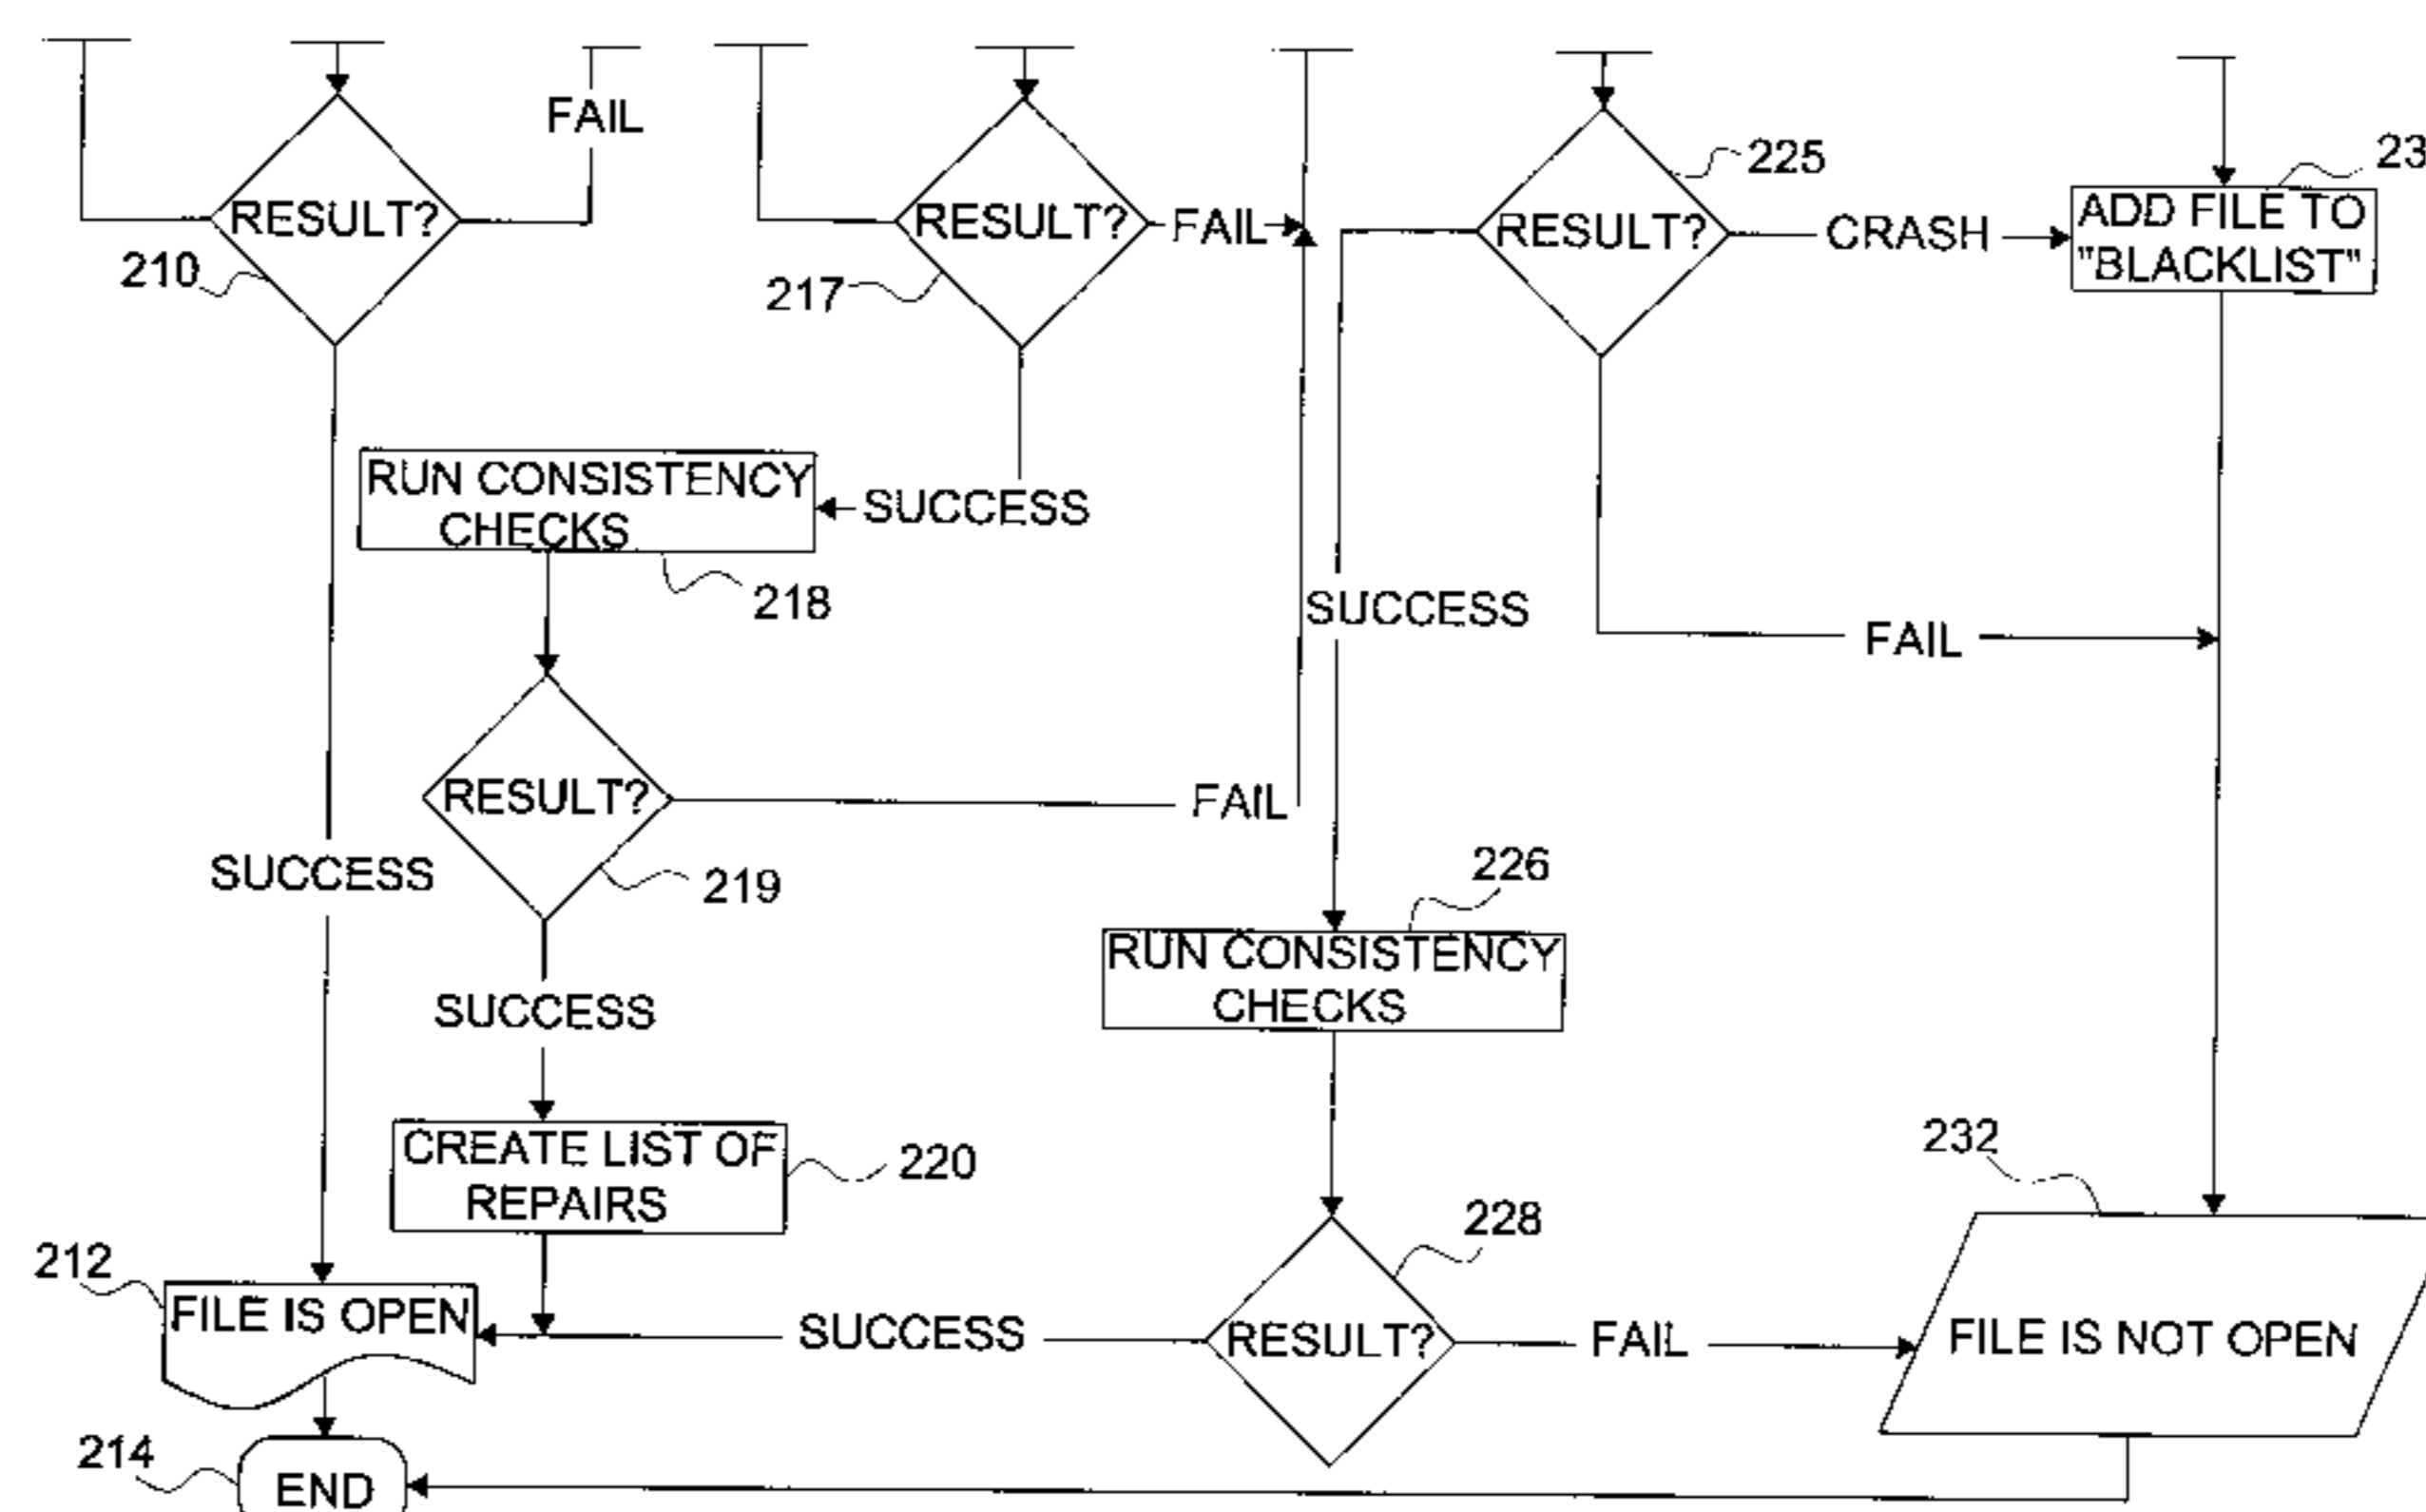 FAIL
RESULT?
210
RESULT?
FAIL
217
RESULT?
225
CRASH
23
ADD FILE TO
"BLACKLIST"
RUN CONSISTENCY
CHECKS
218
SUCCESS
SUCCESS
FAIL
RESULT?
219
FAIL
SUCCESS
SUCCESS
226
RUN CONSISTENCY
CHECKS
CREATE LIST OF
REPAIRS
220
228
232
212
FILE IS OPEN
SUCCESS
RESULT?
FAIL
FILE IS NOT OPEN
214
END